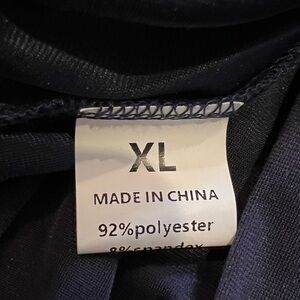 XL
MADE IN CHINA
92%polyester
8%spandex